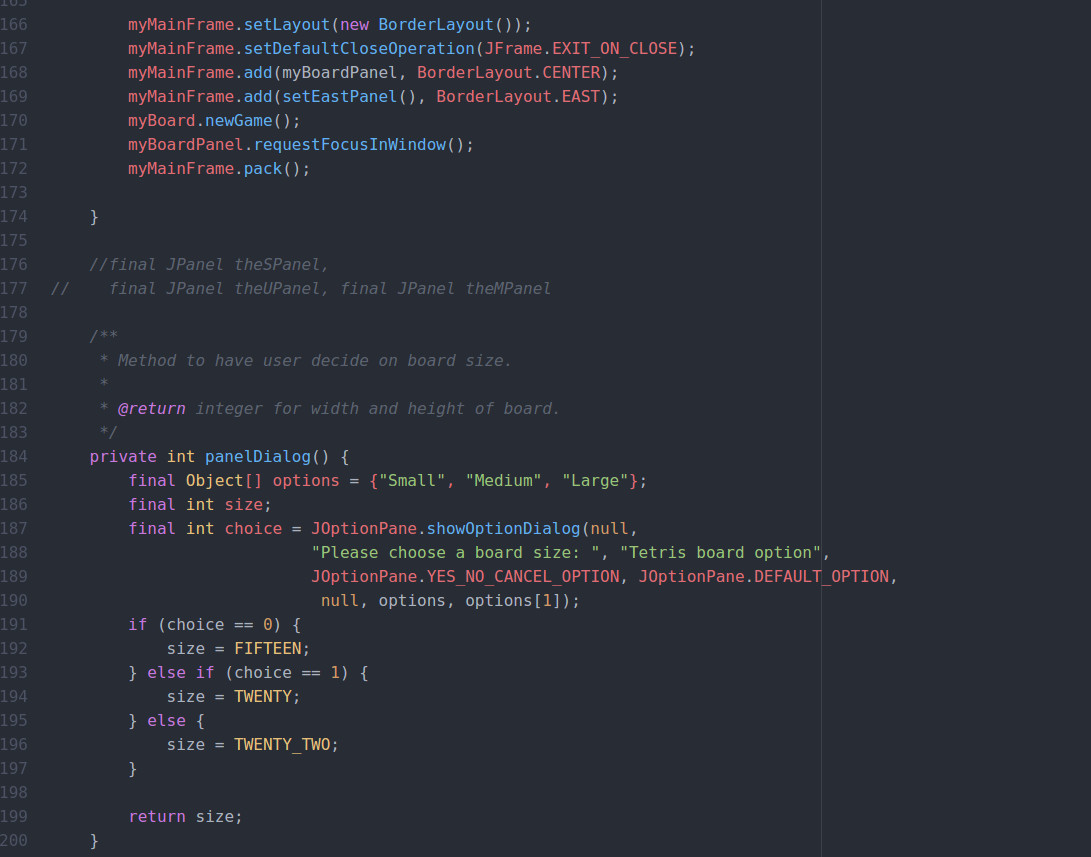 165
166 myMainFrame.setLayout(new BorderLayout());
167 myMainFrame.setDefaultCloseOperation(JFrame.EXIT_ON_CLOSE);
168 myMainFrame.add(myBoardPanel, BorderLayout.CENTER);
169 myMainFrame.add(setEastPanel(), BorderLayout.EAST);
170 myBoard.newGame();
171 myBoardPanel.requestFocusInWindow();
172 myMainFrame.pack();
173
174 }
175
176 //final JPanel theSPanel,
177 //    final JPanel theUPanel, final JPanel theMPanel
178
179 /**
180 * Method to have user decide on board size.
181 *
182 * @return integer for width and height of board.
183 */
184 private int panelDialog() {
185 final Object[] options = {"Small", "Medium", "Large"};
186 final int size;
187 final int choice = JOptionPane.showOptionDialog(null,
188 "Please choose a board size: ", "Tetris board option",
189 JOptionPane.YES_NO_CANCEL_OPTION, JOptionPane.DEFAULT_OPTION,
190 null, options, options[1]);
191 if (choice == 0) {
192 size = FIFTEEN;
193 } else if (choice == 1) {
194 size = TWENTY;
195 } else {
196 size = TWENTY_TWO;
197 }
198
199 return size;
200 }